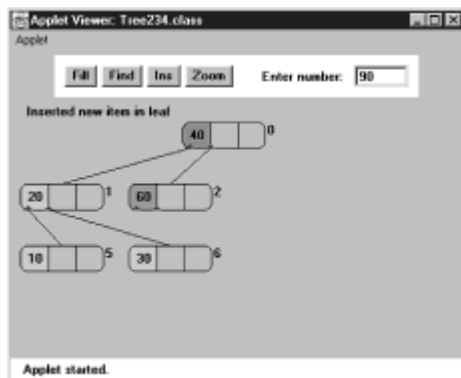 Applet Viewer: Tree234.class
Applet
Fill Find Ins Zoom Enter number: 90
Inserted new item in leaf
40 0
20 1 60 2
10 5 30 6
Applet started.